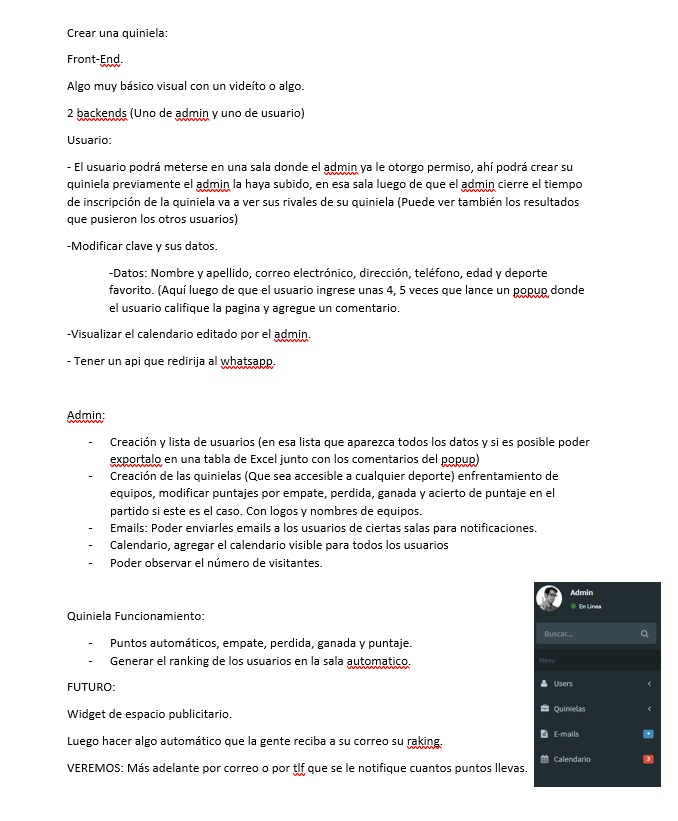 Crear una quiniela:
Front-End.
Algo muy básico visual con un videíto o algo.
2 backends (Uno de admin y uno de usuario)
Usuario:
- El usuario podrá meterse en una sala donde el admin ya le otorgo permiso, ahí podrá crear su
quiniela previamente el admin la haya subido, en esa sala luego de que el admin cierre el tiempo
de inscripción de la quiniela va a ver sus rivales de su quiniela (Puede ver también los resultados
que pusieron los otros usuarios)
-Modificar clave y sus datos.
-Datos: Nombre y apellido, correo electrónico, dirección, teléfono, edad y deporte
favorito. (Aquí luego de que el usuario ingrese unas 4, 5 veces que lance un popup donde
el usuario califique la pagina y agregue un comentario.
-Visualizar el calendario editado por el admin.
- Tener un api que redirija al whatsapp.
Admin:
- Creación y lista de usuarios (en esa lista que aparezca todos los datos y si es posible poder
exportalo en una tabla de Excel junto con los comentarios del popup)
- Creación de las quinielas (Que sea accesible a cualquier deporte) enfrentamiento de
equipos, modificar puntajes por empate, perdida, ganada y acierto de puntaje en el
partido si este es el caso. Con logos y nombres de equipos.
- Emails: Poder enviarles emails a los usuarios de ciertas salas para notificaciones.
- Calendario, agregar el calendario visible para todos los usuarios
- Poder observar el número de visitantes.
Quiniela Funcionamiento:
- Puntos automáticos, empate, perdida, ganada y puntaje.
- Generar el ranking de los usuarios en la sala automatico.
FUTURO:
Widget de espacio publicitario.
Luego hacer algo automático que la gente reciba a su correo su raking.
VEREMOS: Más adelante por correo o por tlf que se le notifique cuantos puntos llevas.
Admin
En Linea
Buscar...
Menu
Users
Quinielas
E-mails +
Calendario 3